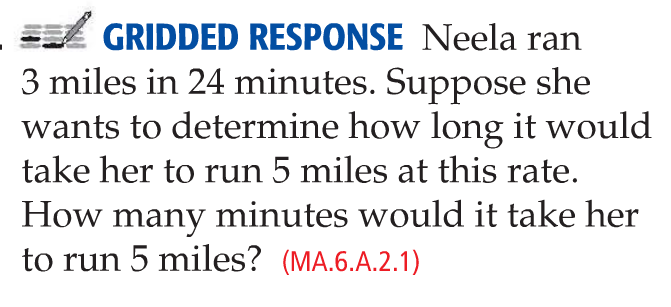 . GRIDDED RESPONSE Neela ran
3 miles in 24 minutes. Suppose she
wants to determine how long it would
take her to run 5 miles at this rate.
How many minutes would it take her
to run 5 miles? (MA.6.A.2.1)